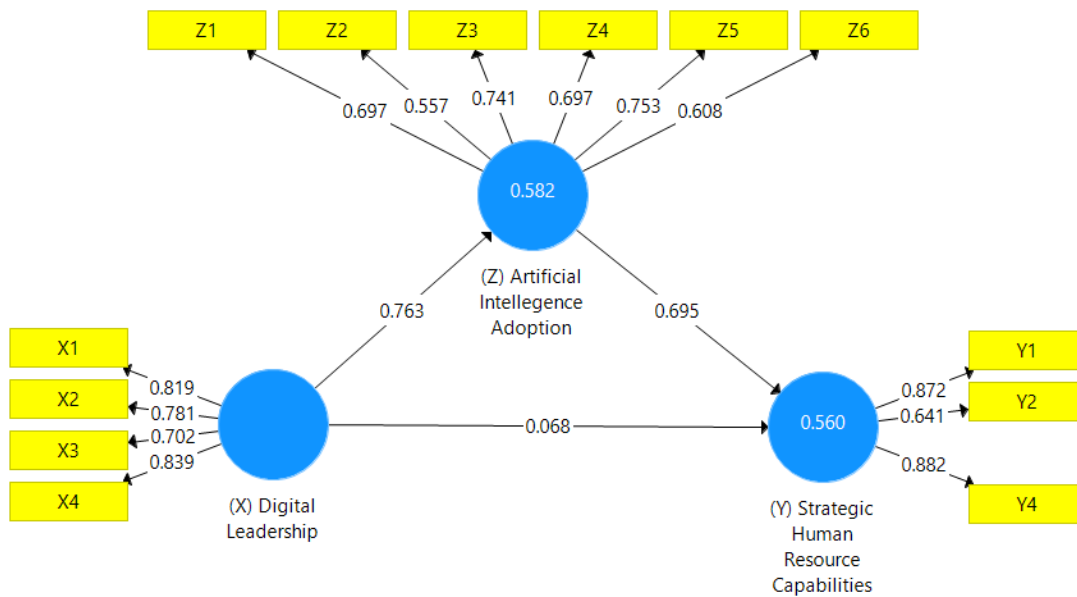 Z1 Z2 Z3 Z4 Z5 Z6
0.697 0.557 0.741 0.697 0.753 0.608
0.582
(Z) Artificial
Intellegence
Adoption
0.763
0.695
X1
X2
X3
X4
0.819
0.781
0.702
0.839
(X) Digital
Leadership
0.068
0.560
(Y) Strategic
Human
Resource
Capabilities
0.872
0.641
0.882
Y1
Y2
Y4